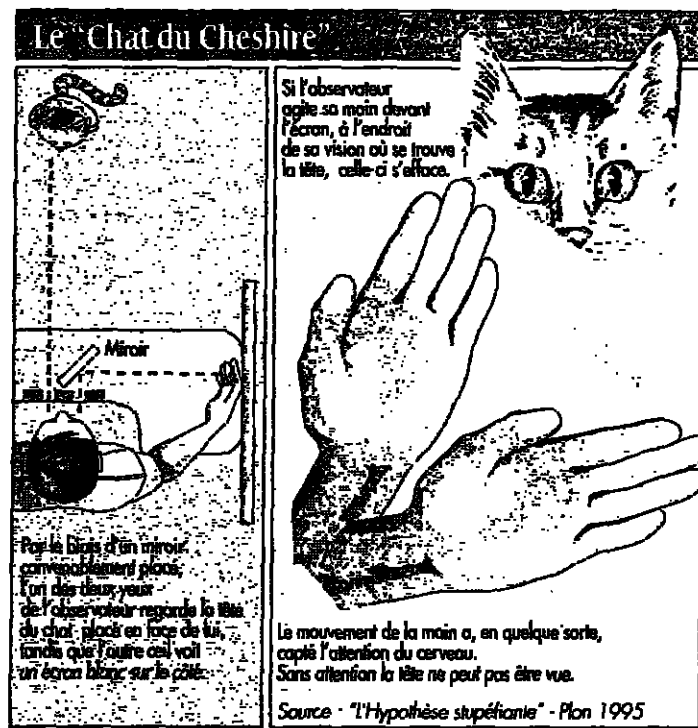 Le "Chat du Cheshire"
Si l'observateur
agite sa main devant
l'écran, à l'endroit
de sa vision où se trouve
la tête, celle-ci s'efface.
Miroir
Par le biais d'un miroir
convenablement placé,
l'un des deux yeux
de l'observateur regarde la tête
du chat placé en face de lui,
tandis que l'autre œil voit
un écran blanc sur le côté.
Le mouvement de la main a, en quelque sorte,
capté l'attention du cerveau.
Sans attention la tête ne peut pas être vue.
Source - "L'Hypothèse stupéfiante" - Plon 1995